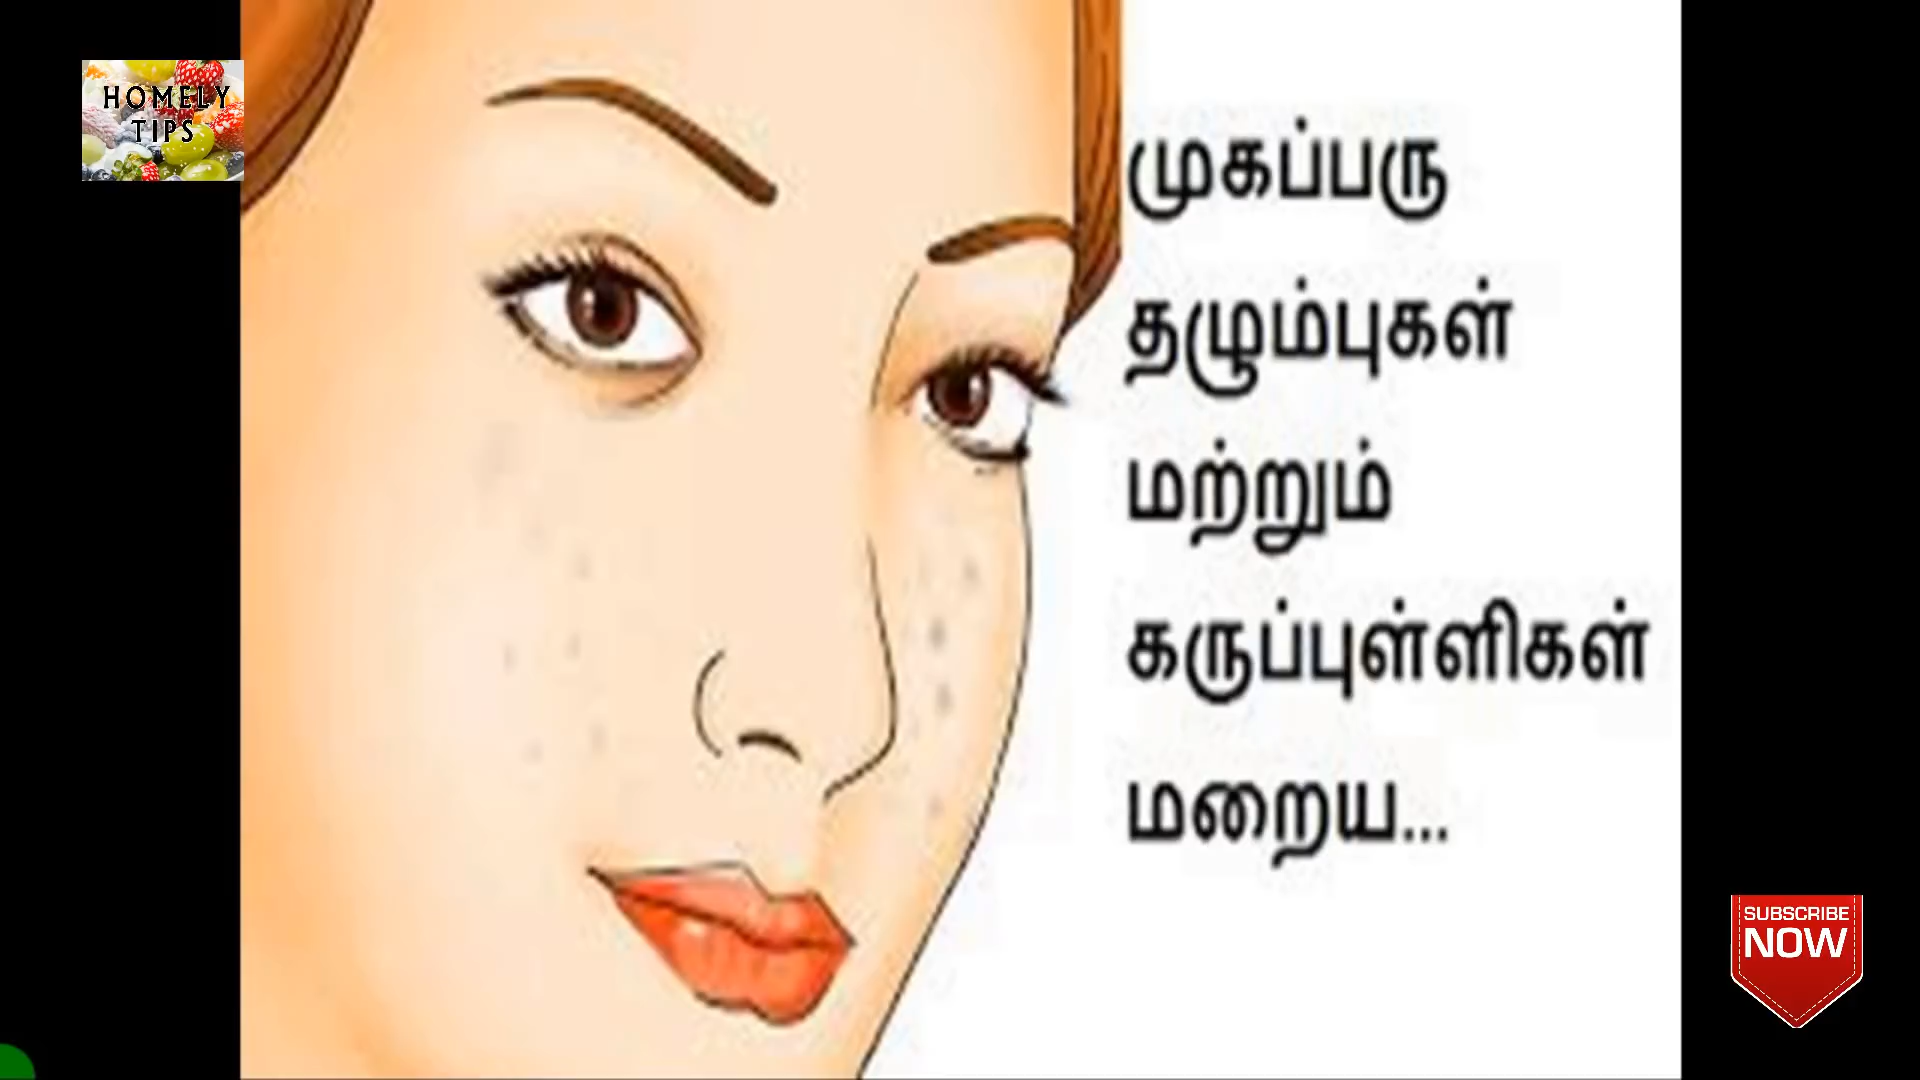 HOMELY
TIPS
முகப்பரு
தழும்புகள்
மற்றும்
கருப்புள்ளிகள்
மறைய...
SUBSCRIBE
NOW